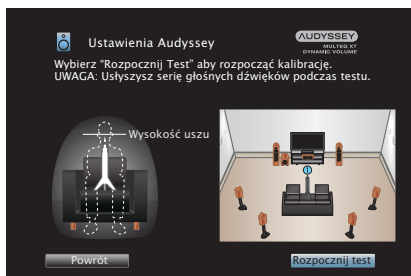 Ustawienia Audyssey
AUDYSSEY
MULTEQ XT
DYNAMIC VOLUME
Wybierz "Rozpocznij Test" aby rozpocząć kalibrację.
UWAGA: Usłyszysz serię głośnych dźwięków podczas testu.
Wysokość uszu
Powrót
Rozpocznij test